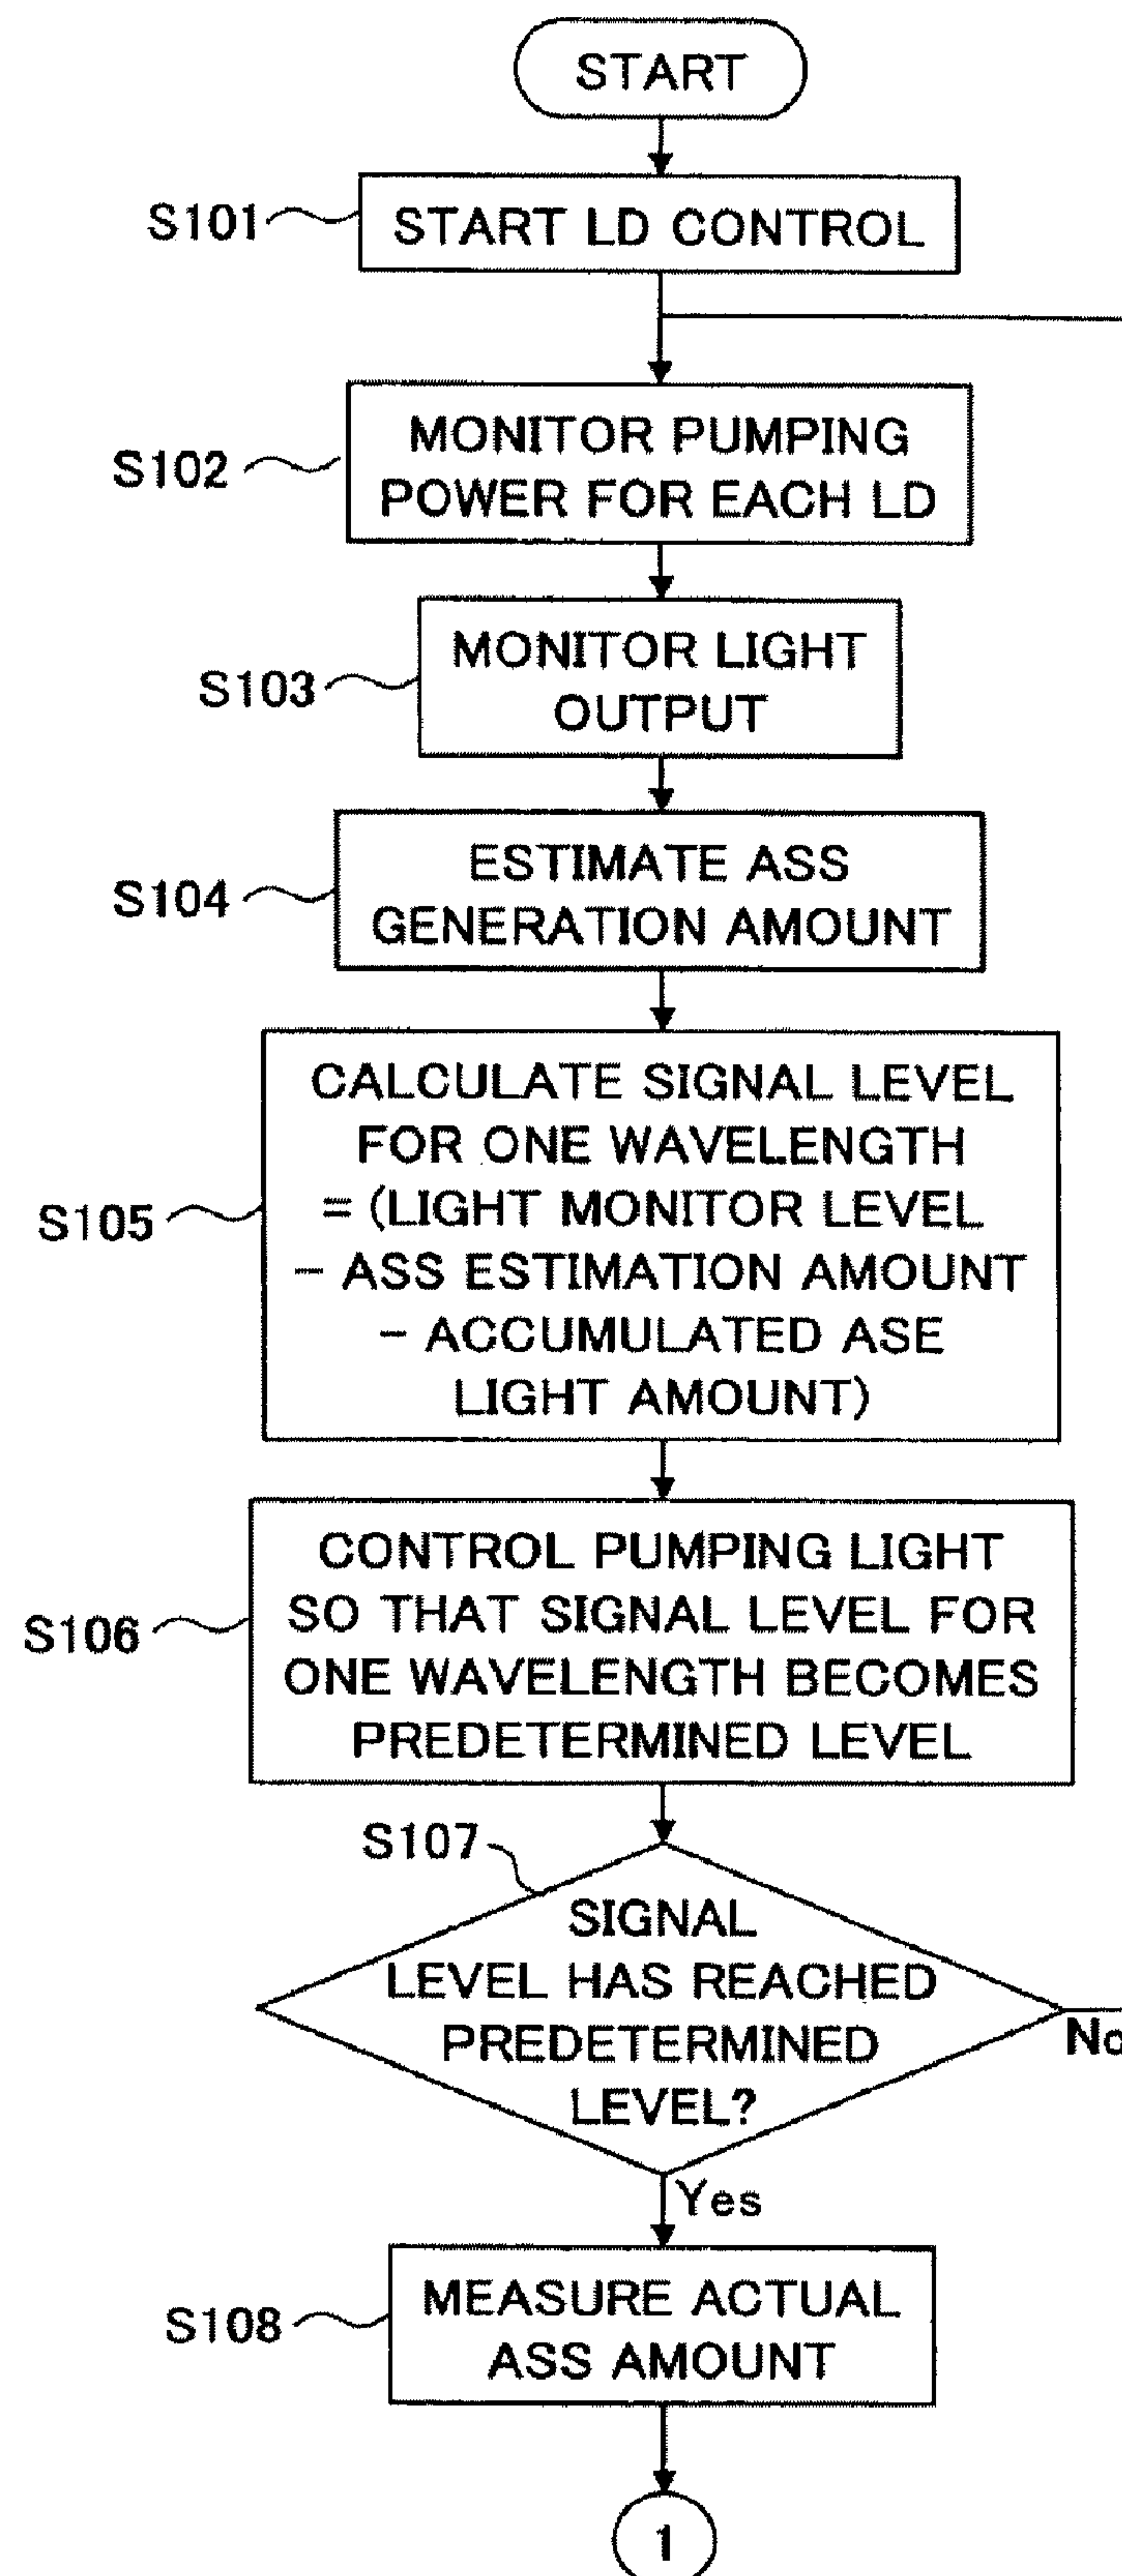 START
S101
START LD CONTROL
S102
MONITOR PUMPING
POWER FOR EACH LD
S103
MONITOR LIGHT
OUTPUT
S104
ESTIMATE ASS
GENERATION AMOUNT
S105
CALCULATE SIGNAL LEVEL
FOR ONE WAVELENGTH
= (LIGHT MONITOR LEVEL
- ASS ESTIMATION AMOUNT
- ACCUMULATED ASE
LIGHT AMOUNT)
S106
CONTROL PUMPING LIGHT
SO THAT SIGNAL LEVEL FOR
ONE WAVELENGTH BECOMES
PREDETERMINED LEVEL
S107
SIGNAL
LEVEL HAS REACHED
PREDETERMINED
LEVEL?
No
Yes
S108
MEASURE ACTUAL
ASS AMOUNT
1